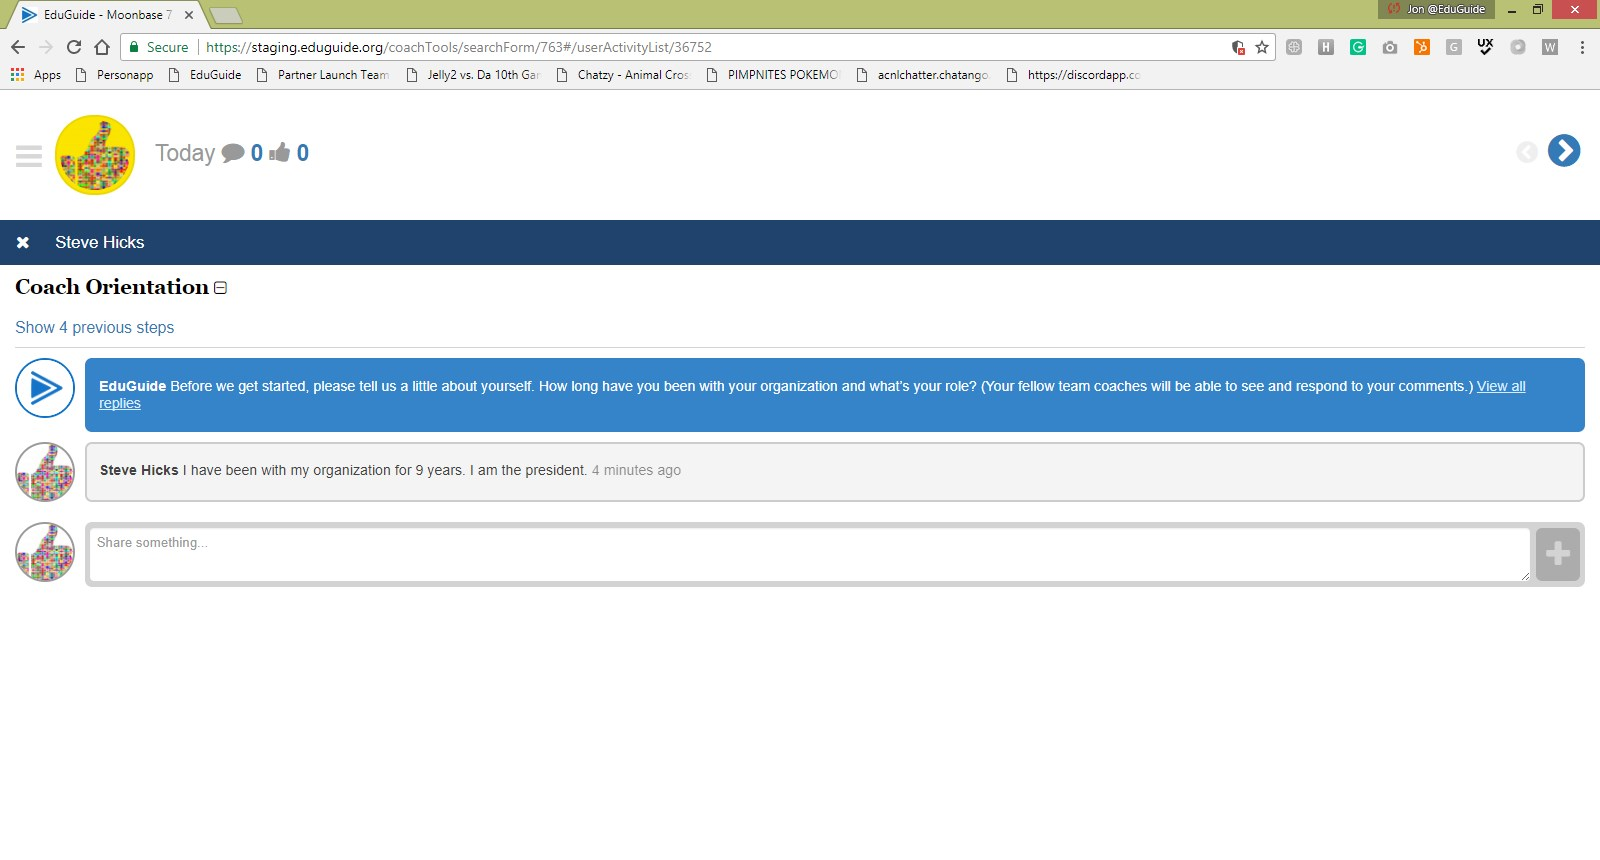 EduGuide - Moonbase 7
Jon @EduGuide
Secure https://staging.eduguide.org/coachTools/searchForm/763#/userActivityList/36752
H G G UX W
Apps Personapp EduGuide Partner Launch Team Jelly2 vs. Da 10th Gar Chatzy - Animal Cros PIMPNITES POKEMO acnlchatter.chatango. https://discordapp.co
Today 0 0
Steve Hicks
Coach Orientation
Show 4 previous steps
EduGuide Before we get started, please tell us a little about yourself. How long have you been with your organization and what's your role? (Your fellow team coaches will be able to see and respond to your comments.) View all
replies
Steve Hicks I have been with my organization for 9 years. I am the president. 4 minutes ago
Share something...